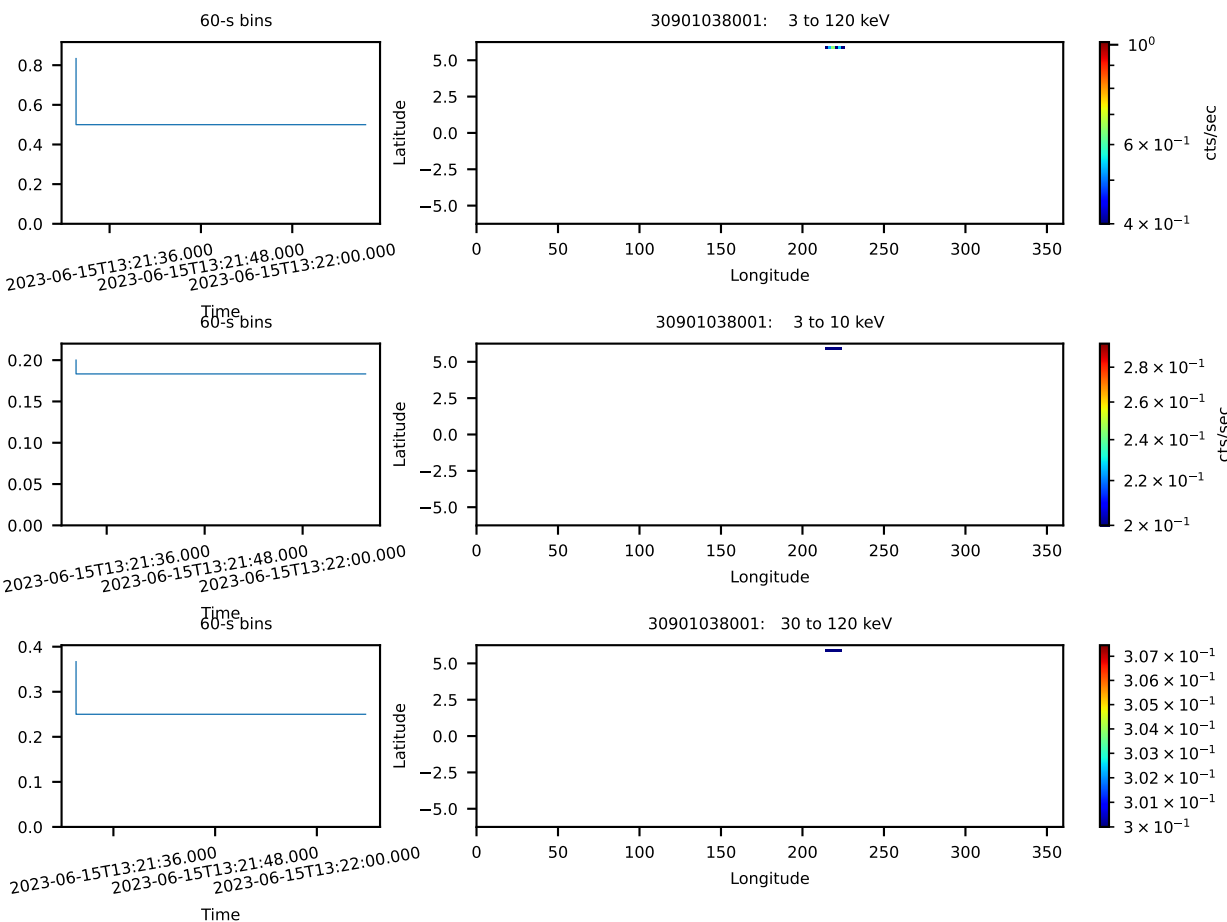 60-s bins
30901038001:    3 to 120 keV
0.8
0.6
0.4
0.2
0.0
2023-06-15T13:21:36.000
2023-06-15T13:21:48.000
2023-06-15T13:22:00.000
Time
Latitude
5.0
2.5
0.0
−2.5
−5.0
0 50 100 150 200 250 300 350
Longitude
10⁰
6 × 10⁻¹
4 × 10⁻¹
cts/sec
60-s bins
30901038001:    3 to 10 keV
0.20
0.15
0.10
0.05
0.00
2023-06-15T13:21:36.000
2023-06-15T13:21:48.000
2023-06-15T13:22:00.000
Time
Latitude
5.0
2.5
0.0
−2.5
−5.0
0 50 100 150 200 250 300 350
Longitude
2.8 × 10⁻¹
2.6 × 10⁻¹
2.4 × 10⁻¹
2.2 × 10⁻¹
2 × 10⁻¹
cts/sec
60-s bins
30901038001:   30 to 120 keV
0.4
0.3
0.2
0.1
0.0
2023-06-15T13:21:36.000
2023-06-15T13:21:48.000
2023-06-15T13:22:00.000
Time
Latitude
5.0
2.5
0.0
−2.5
−5.0
0 50 100 150 200 250 300 350
Longitude
3.07 × 10⁻¹
3.06 × 10⁻¹
3.05 × 10⁻¹
3.04 × 10⁻¹
3.03 × 10⁻¹
3.02 × 10⁻¹
3.01 × 10⁻¹
3 × 10⁻¹